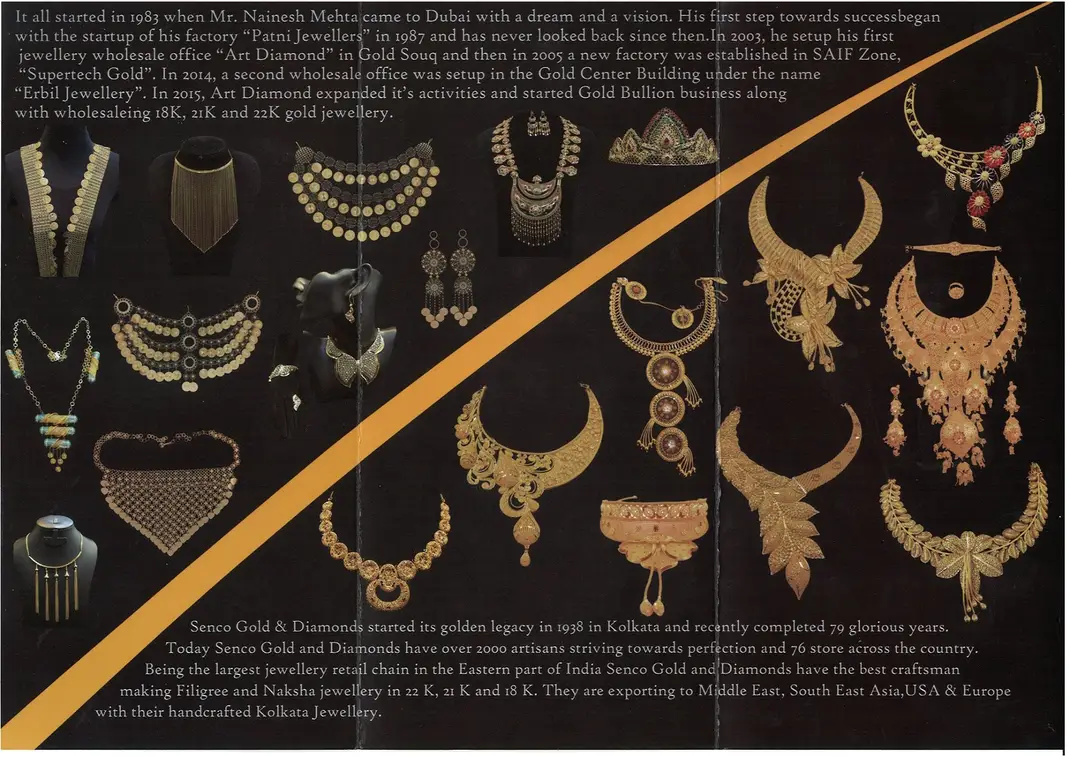 It all started in 1983 when Mr. Nainesh Mehta came to Dubai with a dream and a vision. His first step towards successbegan
with the startup of his factory “Patni Jewellers” in 1987 and has never looked back since then.In 2003, he setup his first
jewellery wholesale office “Art Diamond” in Gold Souq and then in 2005 a new factory was established in SAIF Zone,
“Supertech Gold”. In 2014, a second wholesale office was setup in the Gold Center Building under the name
“Erbil Jewellery”. In 2015, Art Diamond expanded it’s activities and started Gold Bullion business along
with wholesaleing 18K, 21K and 22K gold jewellery.
Senco Gold & Diamonds started its golden legacy in 1938 in Kolkata and recently completed 79 glorious years.
Today Senco Gold and Diamonds have over 2000 artisans striving towards perfection and 76 store across the country.
Being the largest jewellery retail chain in the Eastern part of India Senco Gold and Diamonds have the best craftsman
making Filigree and Naksha jewellery in 22 K, 21 K and 18 K. They are exporting to Middle East, South East Asia,USA & Europe
with their handcrafted Kolkata Jewellery.